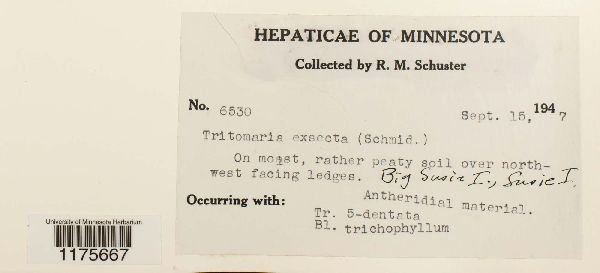 HEPATICAE OF MINNESOTA
Collected by R. M. Schuster
No. 6530 Sept. 15, 1947
Tritomaria exsecta (Schmid.)
On moist, rather peaty soil over north-
west facing ledges. Big Susie I., Susie I.
Antheridial material.
Occurring with:
Tr. 5-dentata
Bl. trichophyllum
University of Minnesota Herbarium
1175667